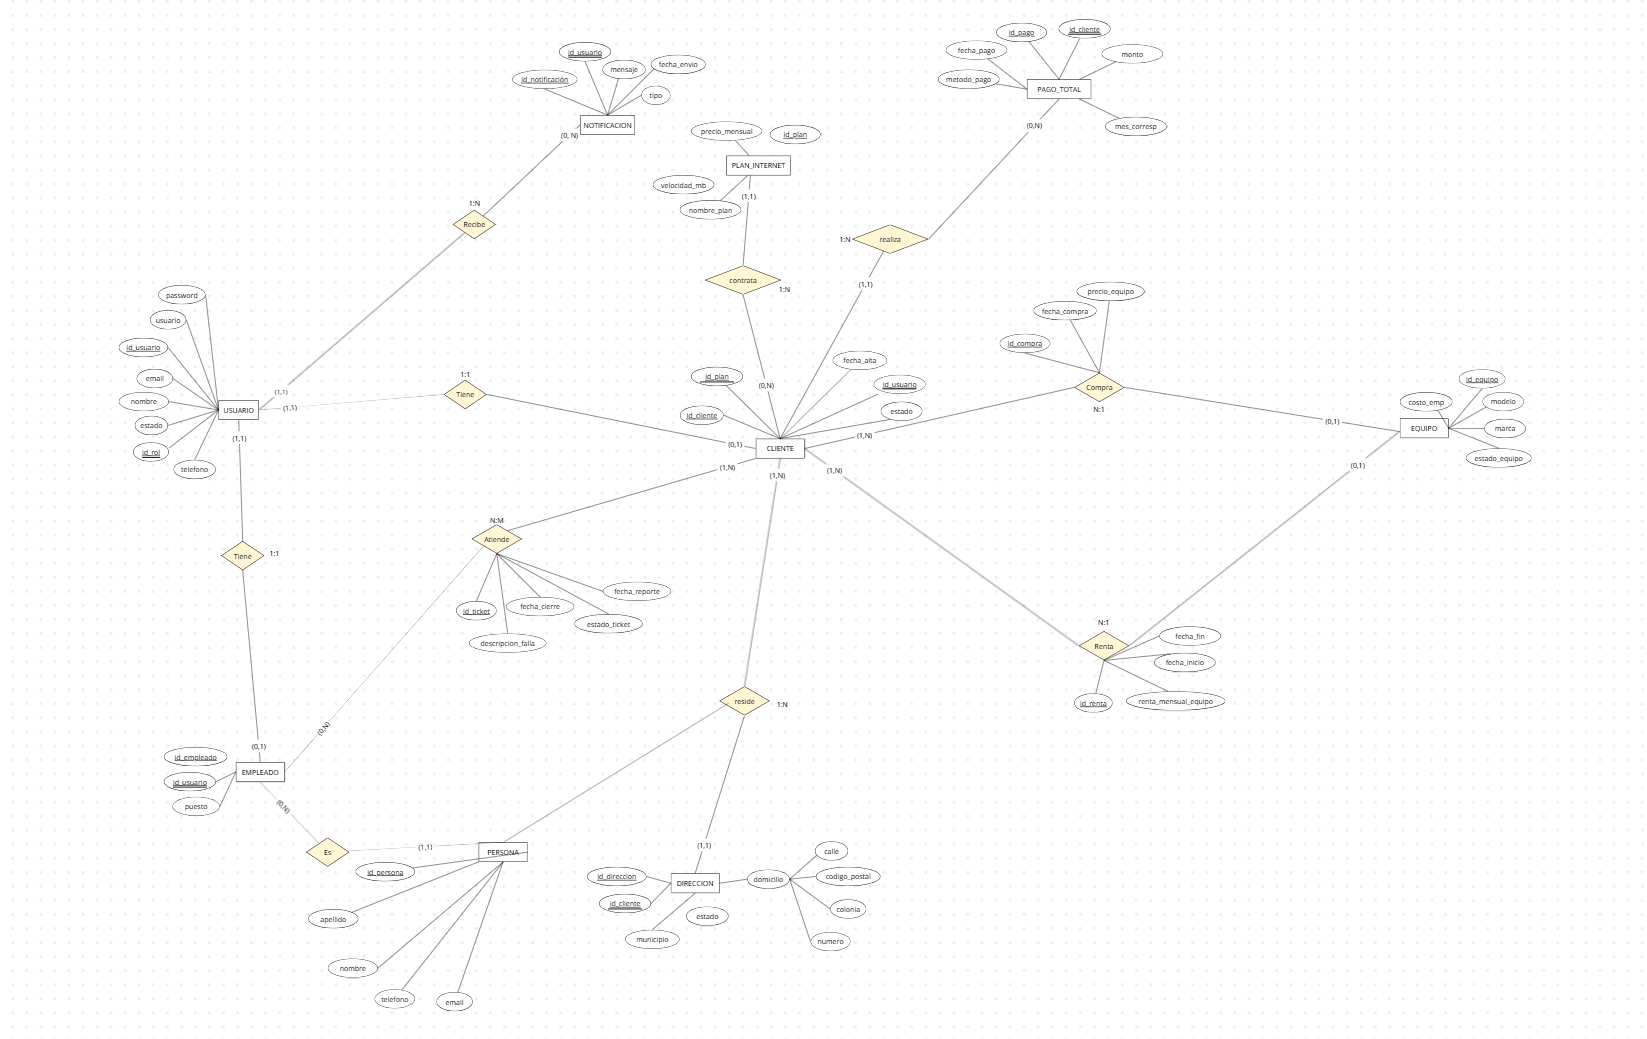 id_pago
id_cliente
fecha_pago
monto
metodo_pago
PAGO_TOTAL
mes_corresp
(0,N)
id_usuario
mensaje
fecha_envio
id_notificación
tipo
NOTIFICACION
(0, N)
precio_mensual
id_plan
PLAN_INTERNET
velocidad_mb
nombre_plan
(1,1)
1:N
Recibe
1:N
realiza
contrata
1:N
(1,1)
password
usuario
id_usuario
email
nombre
estado
id_rol
telefono
USUARIO
(1,1)
(1,1)
(1,1)
1:1
Tiene
(0,N)
id_plan
fecha_alta
id_usuario
id_cliente
estado
CLIENTE
(0,1)
(1,N)
(1,N)
(1,N)
(1,N)
precio_equipo
fecha_compra
id_compra
Compra
N:1
(0,1)
id_equipo
costo_emp
modelo
EQUIPO
marca
estado_equipo
(0,1)
Tiene
1:1
N:M
Atiende
fecha_reporte
id_ticket
fecha_cierre
estado_ticket
descripcion_falla
N:1
Renta
fecha_fin
fecha_inicio
id_renta
renta_mensual_equipo
reside
1:N
(0,N)
(0,1)
id_empleado
EMPLEADO
id_usuario
puesto
(0,N)
Es
(1,1)
PERSONA
id_persona
apellido
nombre
telefono
email
(1,1)
id_direccion
DIRECCION
domicilio
id_cliente
estado
municipio
calle
codigo_postal
colonia
numero